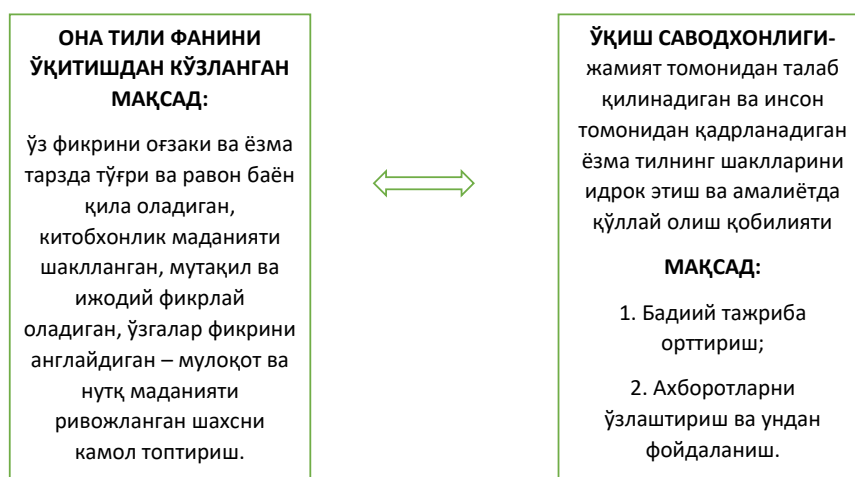 ОНА ТИЛИ ФАНИНИ
ЎҚИТИШДАН КЎЗЛАНГАН
МАҚСАД:
ўз фикрини оғзаки ва ёзма
тарзда тўғри ва равон баён
қила оладиган,
китобхонлик маданияти
шаклланган, мутақил ва
ижодий фикрлай
оладиган, ўзгалар фикрини
англайдиган – мулоқот ва
нутқ маданияти
ривожланган шахсни
камол топтириш.
ЎҚИШ САВОДХОНЛИГИ-
жамият томонидан талаб
қилинадиган ва инсон
томонидан қадрланадиган
ёзма тилнинг шаклларини
идрок этиш ва амалиётда
қўллай олиш қобилияти
МАҚСАД:
1. Бадиий тажриба
орттириш;
2. Ахборотларни
ўзлаштириш ва ундан
фойдаланиш.